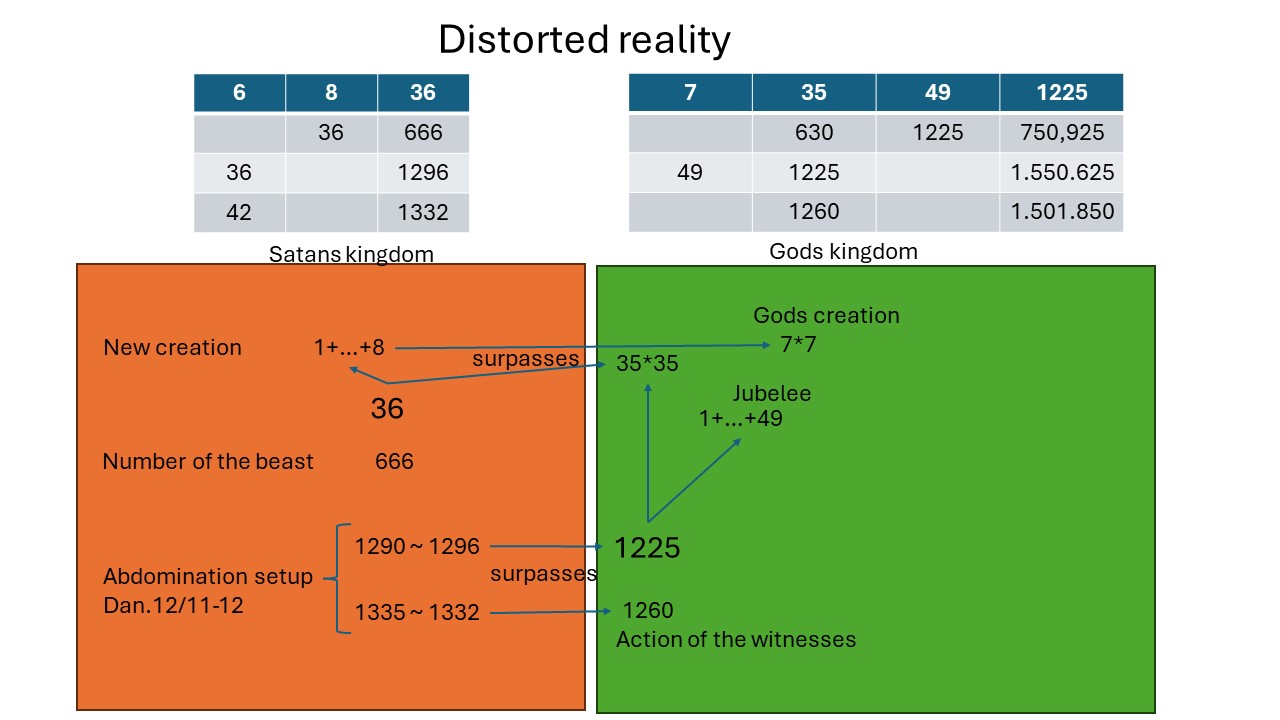 Distorted reality
6 8 36
36 666
36 1296
42 1332
7 35 49 1225
630 1225 750,925
49 1225 1.550.625
1260 1.501.850
Satans kingdom
Gods kingdom
New creation 1+...+8
surpasses
36
Number of the beast 666
Abdomination setup
Dan.12/11-12
1290 ~ 1296
surpasses
1335 ~ 1332
Gods creation
7*7
35*35
Jubelee
1+...+49
1225
1260
Action of the witnesses